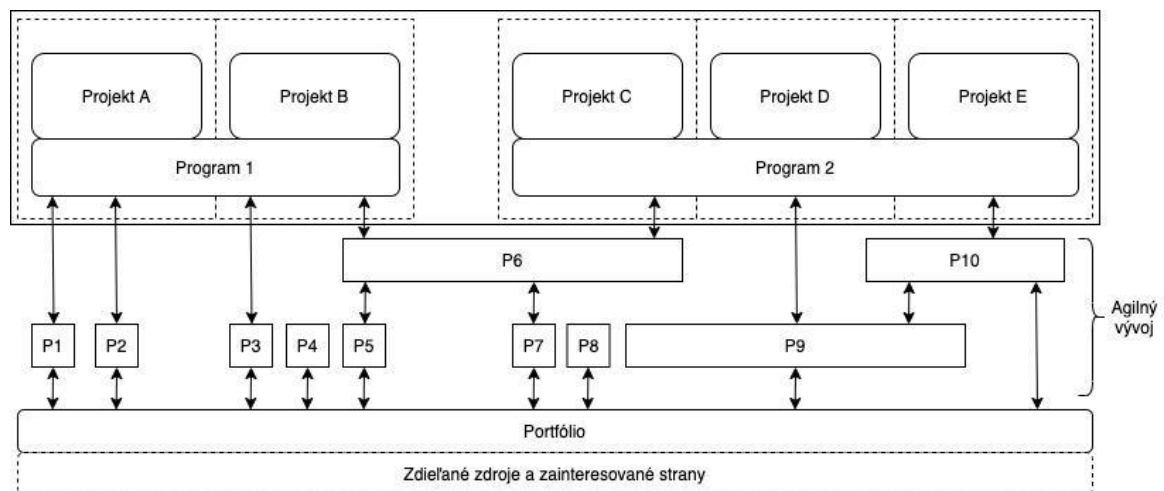 Projekt A
Projekt B
Projekt C
Projekt D
Projekt E
Program 1
Program 2
P6
P10
Agilný
vývoj
P1
P2
P3
P4
P5
P7
P8
P9
Portfólio
Zdieľané zdroje a zainteresované strany